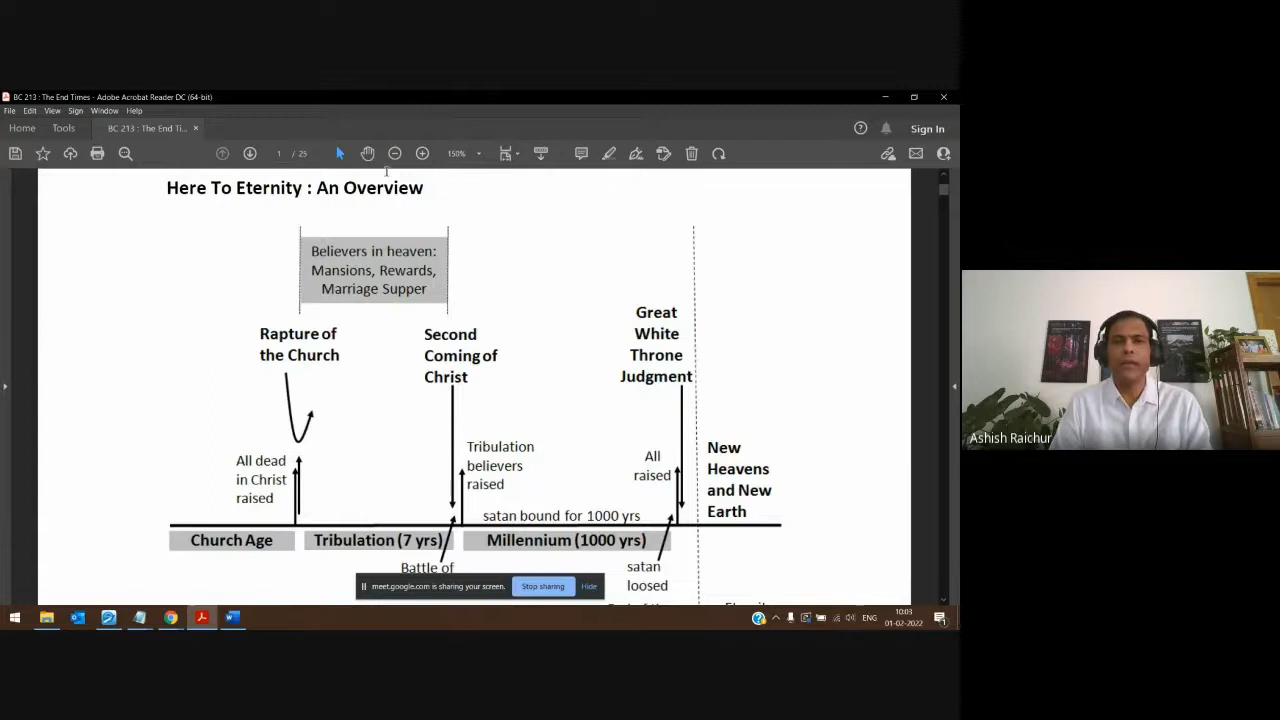 BC 213 : The End Times - Adobe Acrobat Reader DC (64-bit)
File Edit View Sign Window Help
Home Tools BC 213 : The End Ti... × Sign In
1 / 25 150%
Here To Eternity : An Overview
Believers in heaven:
Mansions, Rewards,
Marriage Supper
Rapture of
the Church
Second
Coming of
Christ
Great
White
Throne
Judgment
All dead
in Christ
raised
Tribulation
believers
raised
All
raised
New
Heavens
and New
Earth
satan bound for 1000 yrs
Church Age
Tribulation (7 yrs)
Millennium (1000 yrs)
Battle of
satan
loosed
meet.google.com is sharing your screen. Stop sharing Hide
ENG
10:03
01-02-2022
Ashish Raichur